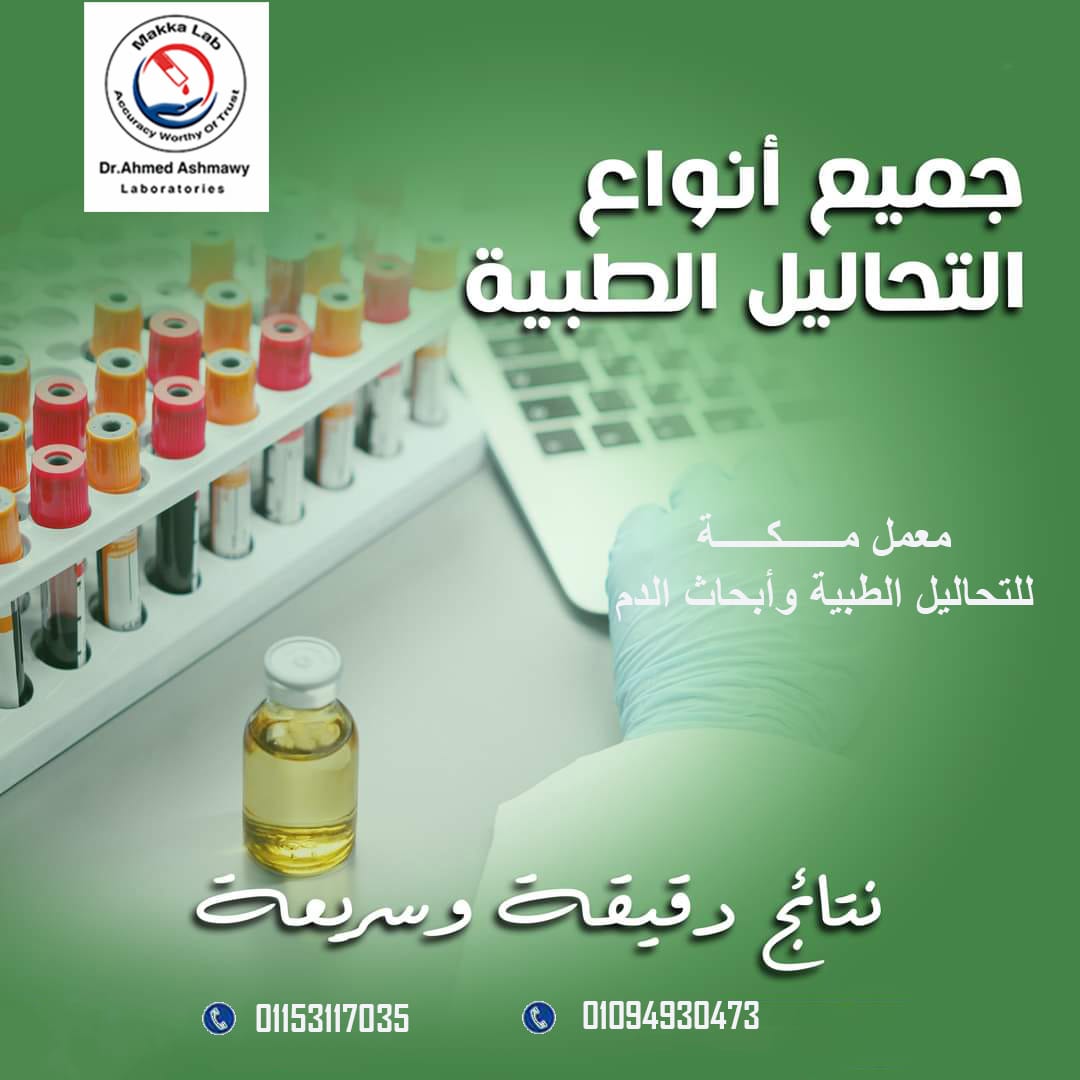 Makka Lab
Accuracy Worthy Of Trust
Dr.Ahmed Ashmawy
Laboratories
جميع أنواع
التحاليل الطبية
معمل مـــــكـــــة
للتحاليل الطبية وأبحاث الدم
نتائج دقيقة وسريعة
01153117035
01094930473